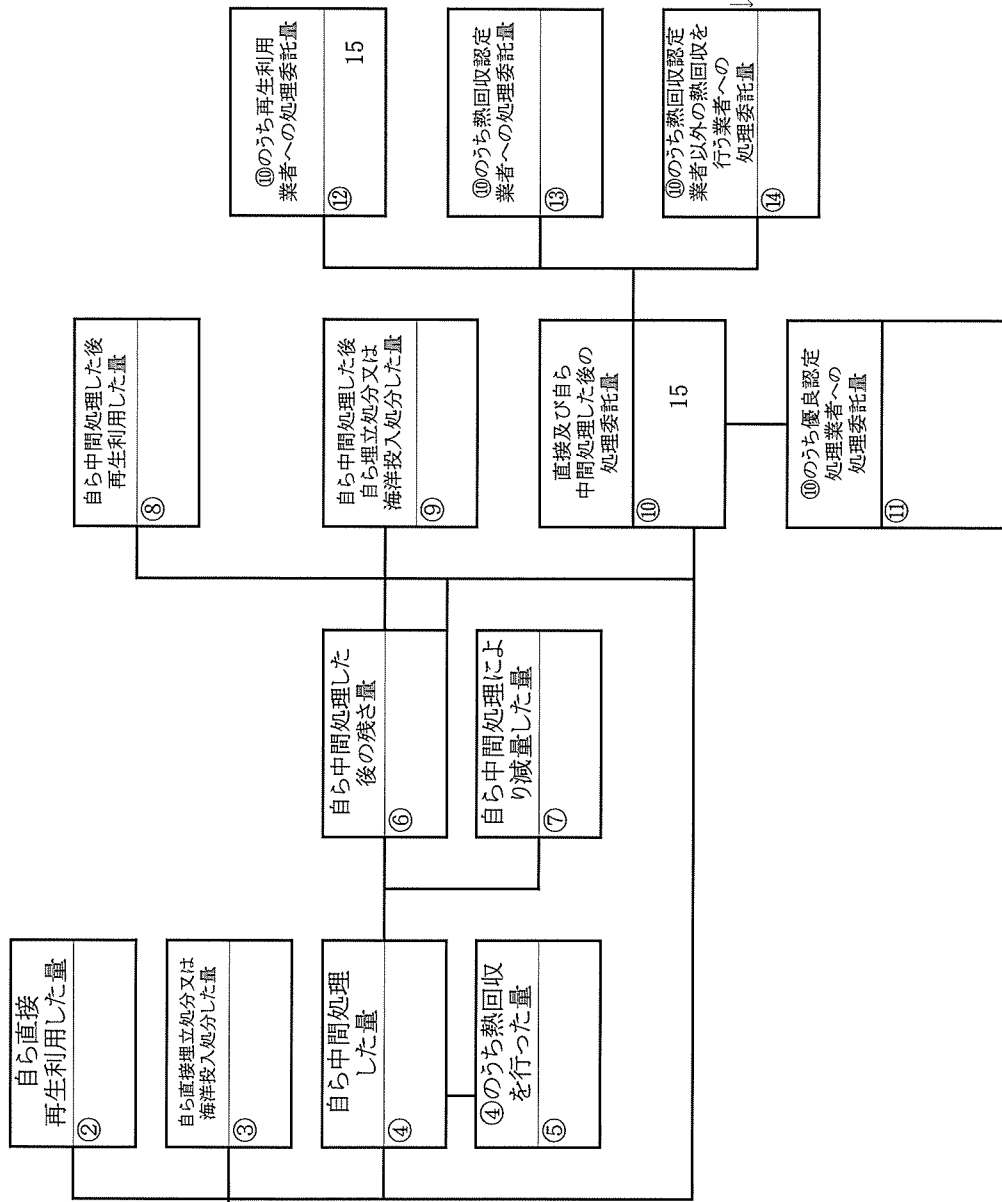 自ら直接
再生利用した量
②
自ら直接埋立処分又は
海洋投入処分した量
③
自ら中間処理
した量
④
④のうち熱回収
を行った量
⑤
自ら中間処理した
後の残さ量
⑥
自ら中間処理によ
り減量した量
⑦
自ら中間処理した後
再生利用した量
⑧
自ら中間処理した後
自ら埋立処分又は
海洋投入処分した量
⑨
直接及び自ら
中間処理した後の
処理委託量
⑩
15
⑩のうち優良認定
処理業者への
処理委託量
⑪
⑩のうち再生利用
業者への処理委託量
⑫
15
⑩のうち熱回収認定
業者への処理委託量
⑬
⑩のうち熱回収認定
業者以外の熱回収を
行う業者への
処理委託量
⑭